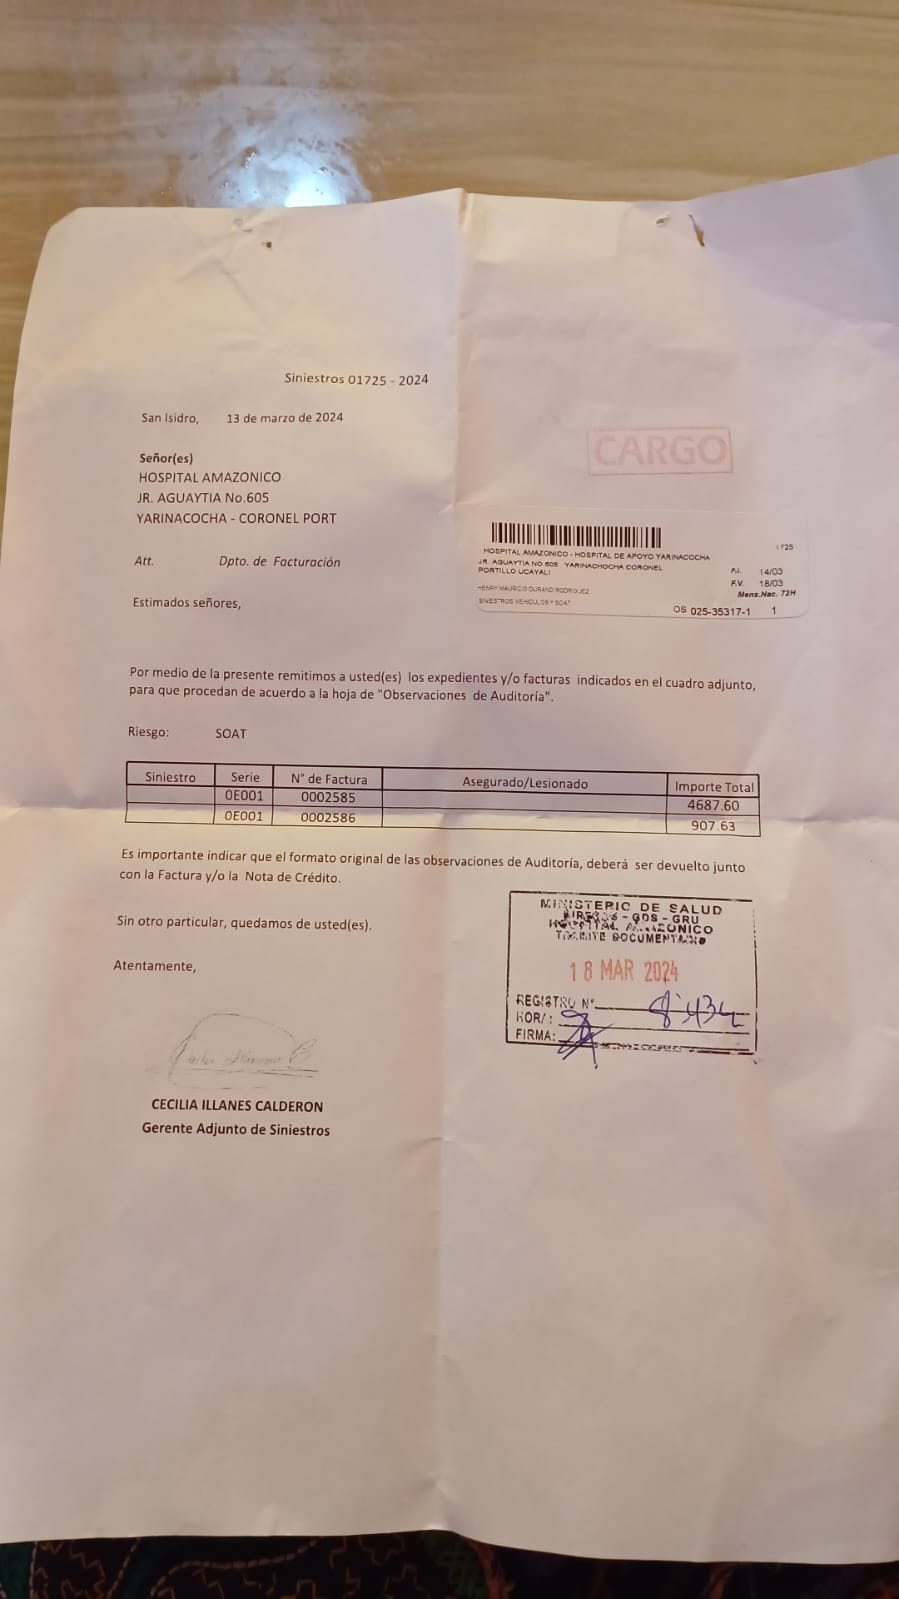 Siniestros 01725 - 2024
San Isidro, 13 de marzo de 2024
CARGO
Señor(es)
HOSPITAL AMAZONICO
JR. AGUAYTIA No.605
YARINACOCHA - CORONEL PORT
Att. Dpto. de Facturación
Estimados señores,
1725
HOSPITAL AMAZONICO - HOSPITAL DE APOYO YARINACOCHA
JR. AGUAYTIA NO 605 YARINACHOCHA CORONEL
PORTILLO UCAYALI
F.I. 14/03
F.V. 18/03
Mens.Nac. 72H
HENRY MAURICIO DURAND RODRIGUEZ
SINIESTROS VEHICULOS Y SOAT
OS 025-35317-1 1
Por medio de la presente remitimos a usted(es) los expedientes y/o facturas indicados en el cuadro adjunto,
para que procedan de acuerdo a la hoja de "Observaciones de Auditoría".
Riesgo: SOAT
Siniestro Serie N° de Factura Asegurado/Lesionado Importe Total
0E001 0002585 4687.60
0E001 0002586 907.63
Es importante indicar que el formato original de las observaciones de Auditoría, deberá ser devuelto junto
con la Factura y/o la Nota de Crédito.
Sin otro particular, quedamos de usted(es).
Atentamente,
MINISTERIO DE SALUD
DIRESA - GDS - GRU
HOSPITAL AMAZONICO
TRAMITE DOCUMENTARIO
18 MAR 2024
REGISTRO N°
HORA:
FIRMA:
CECILIA ILLANES CALDERON
Gerente Adjunto de Siniestros